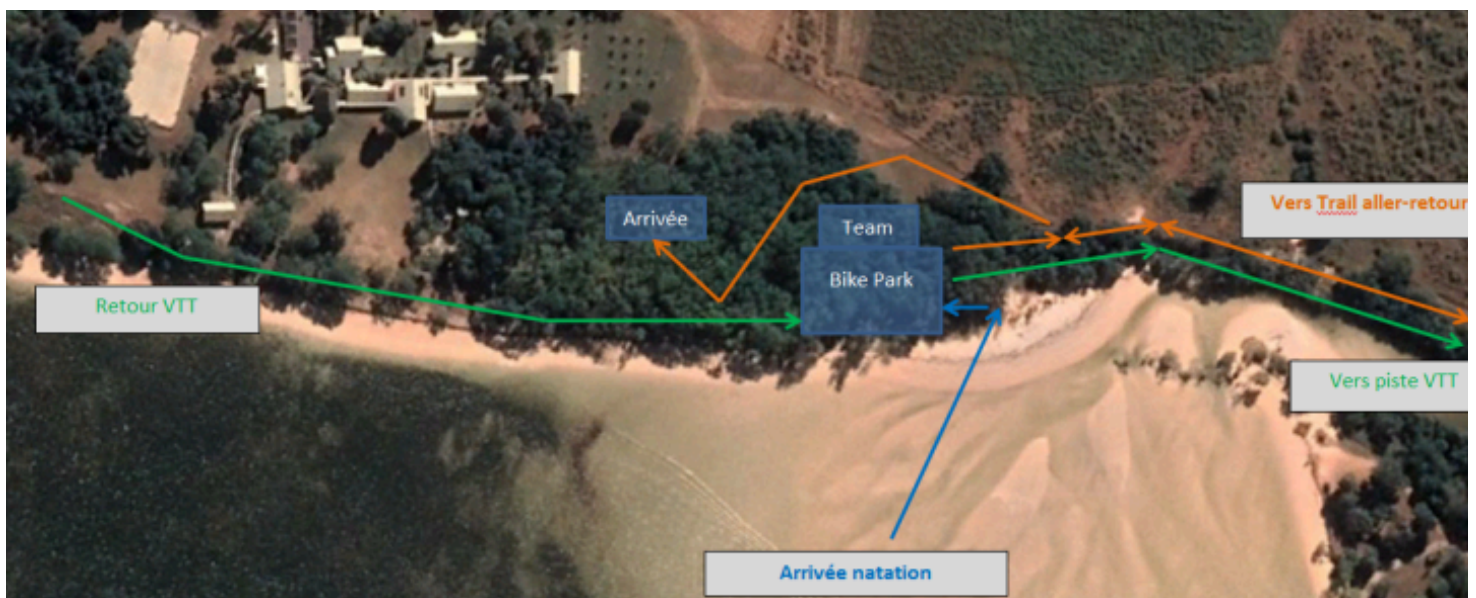 Vers Trail aller-retour
Arrivée
Team
Bike Park
Retour VTT
Vers piste VTT
Arrivée natation